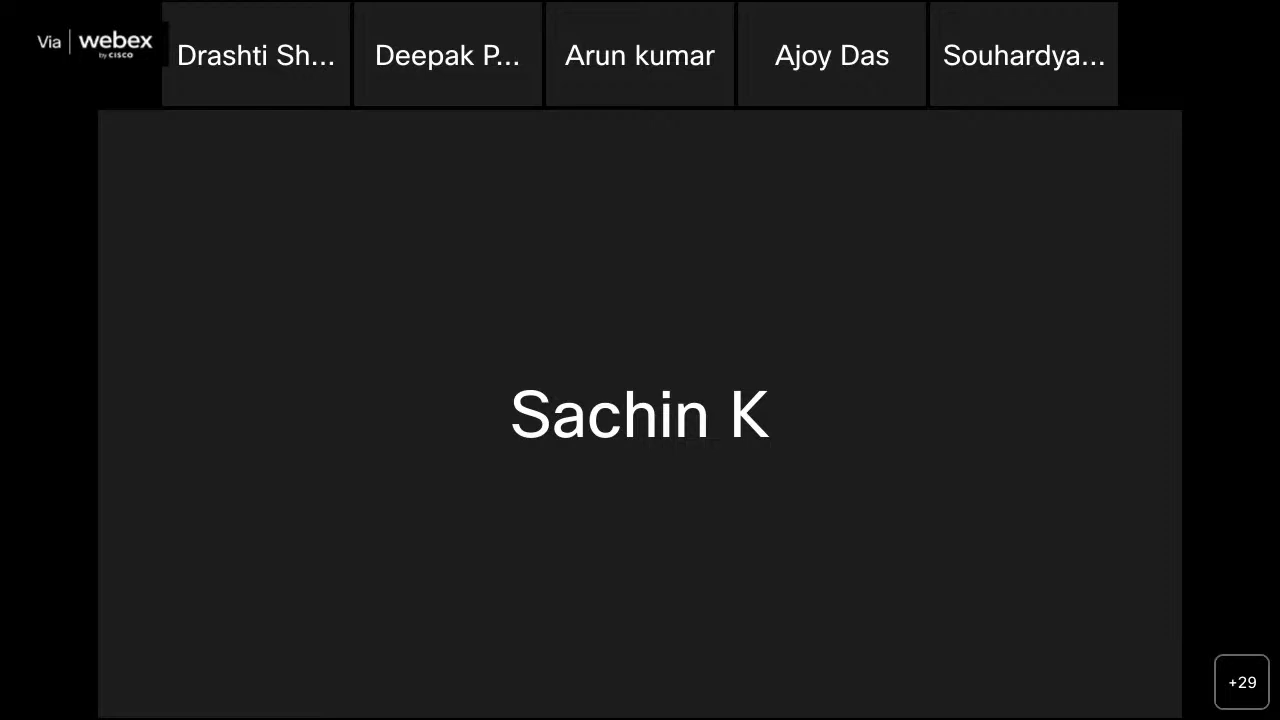 Via | webex
by CISCO
Drashti Sh...
Deepak P...
Arun kumar
Ajoy Das
Souhardya...
Sachin K
+29